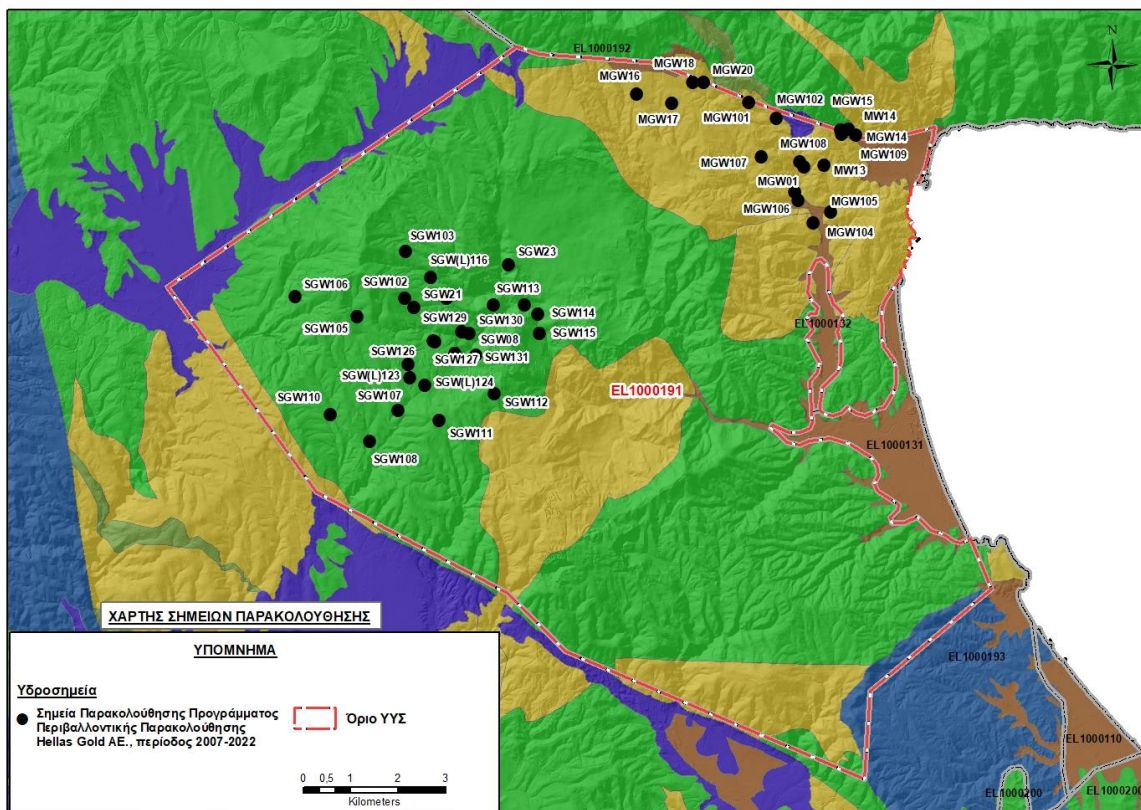 EL1000192
N
MGW18
MGW16
MGW20
MGW17
MGW101
MGW102
MGW15
MW14
MGW14
MGW108
MGW109
MGW107
MW13
MGW01
MGW106
MGW105
MGW104
SGW103
SGW(L)116
SGW23
SGW106
SGW102
SGW21
SGW113
SGW114
SGW105
SGW129
SGW130
SGW115
SGW08
SGW126
SGW127
SGW131
SGW(L)123
SGW(L)124
SGW107
SGW112
SGW110
SGW111
SGW108
EL1000132
EL1000191
EL1000131
EL1000193
EL1000110
EL1000200
EL1000200
ΧΑΡΤΗΣ ΣΗΜΕΙΩΝ ΠΑΡΑΚΟΛΟΥΘΗΣΗΣ
ΥΠΟΜΝΗΜΑ
Υδροσημεία
Σημεία Παρακολούθησης Προγράμματος
Περιβαλλοντικής Παρακολούθησης
Hellas Gold AE., περίοδος 2007-2022
Όριο ΥΥΣ
0 0,5 1 2 3
Kilometers